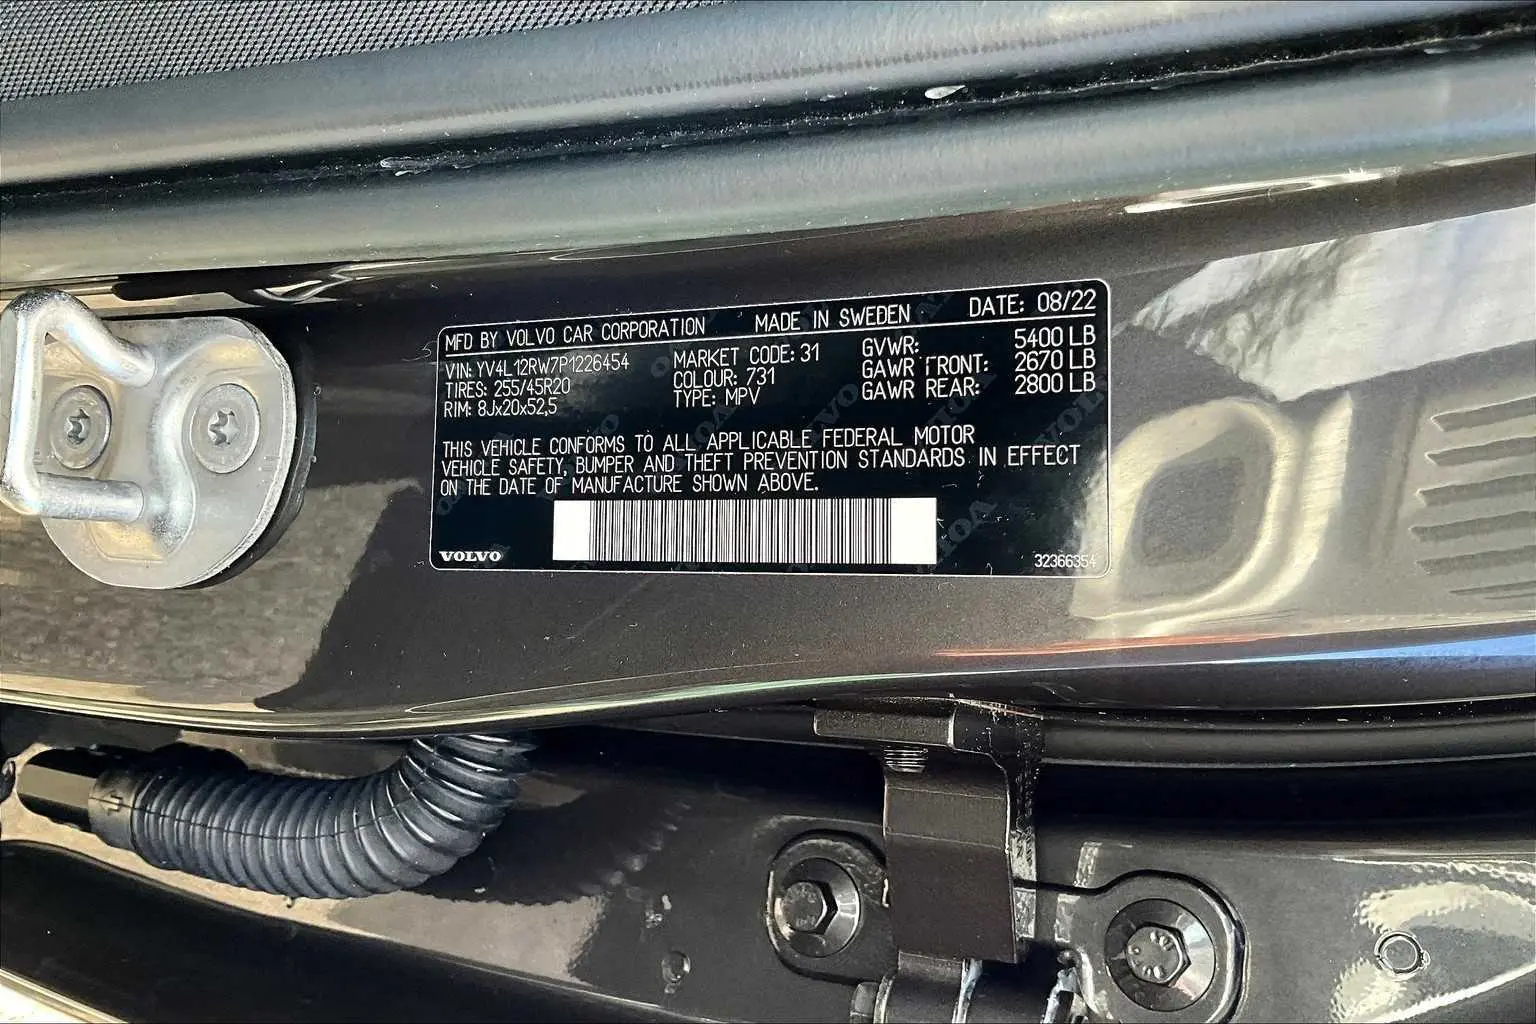 MFD BY VOLVO CAR CORPORATION MADE IN SWEDEN DATE: 08/22
VIN: YV4L12RW7P1226454 MARKET CODE: 31 GVWR: 5400 LB
TIRES: 255/45R20 COLOUR: 731 GAWR FRONT: 2670 LB
RIM: 8Jx20x52,5 TYPE: MPV GAWR REAR: 2800 LB
THIS VEHICLE CONFORMS TO ALL APPLICABLE FEDERAL MOTOR
VEHICLE SAFETY, BUMPER AND THEFT PREVENTION STANDARDS IN EFFECT
ON THE DATE OF MANUFACTURE SHOWN ABOVE.
VOLVO 32366354